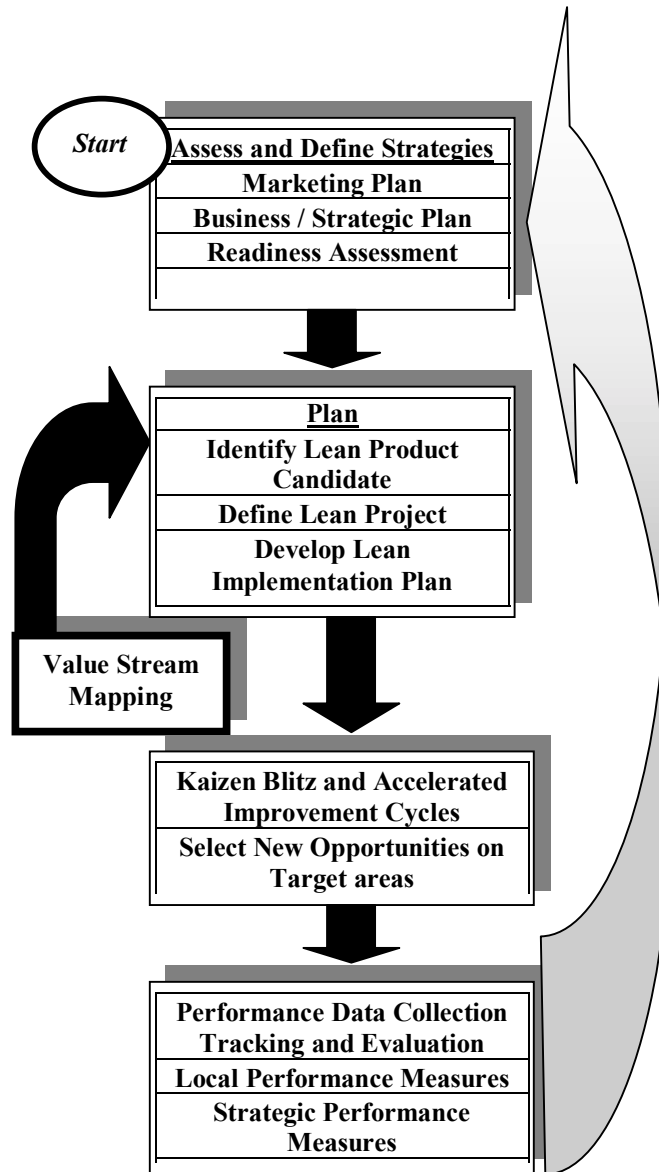 Start
Assess and Define Strategies
Marketing Plan
Business / Strategic Plan
Readiness Assessment
Plan
Identify Lean Product
Candidate
Define Lean Project
Develop Lean
Implementation Plan
Value Stream
Mapping
Kaizen Blitz and Accelerated
Improvement Cycles
Select New Opportunities on
Target areas
Performance Data Collection
Tracking and Evaluation
Local Performance Measures
Strategic Performance
Measures